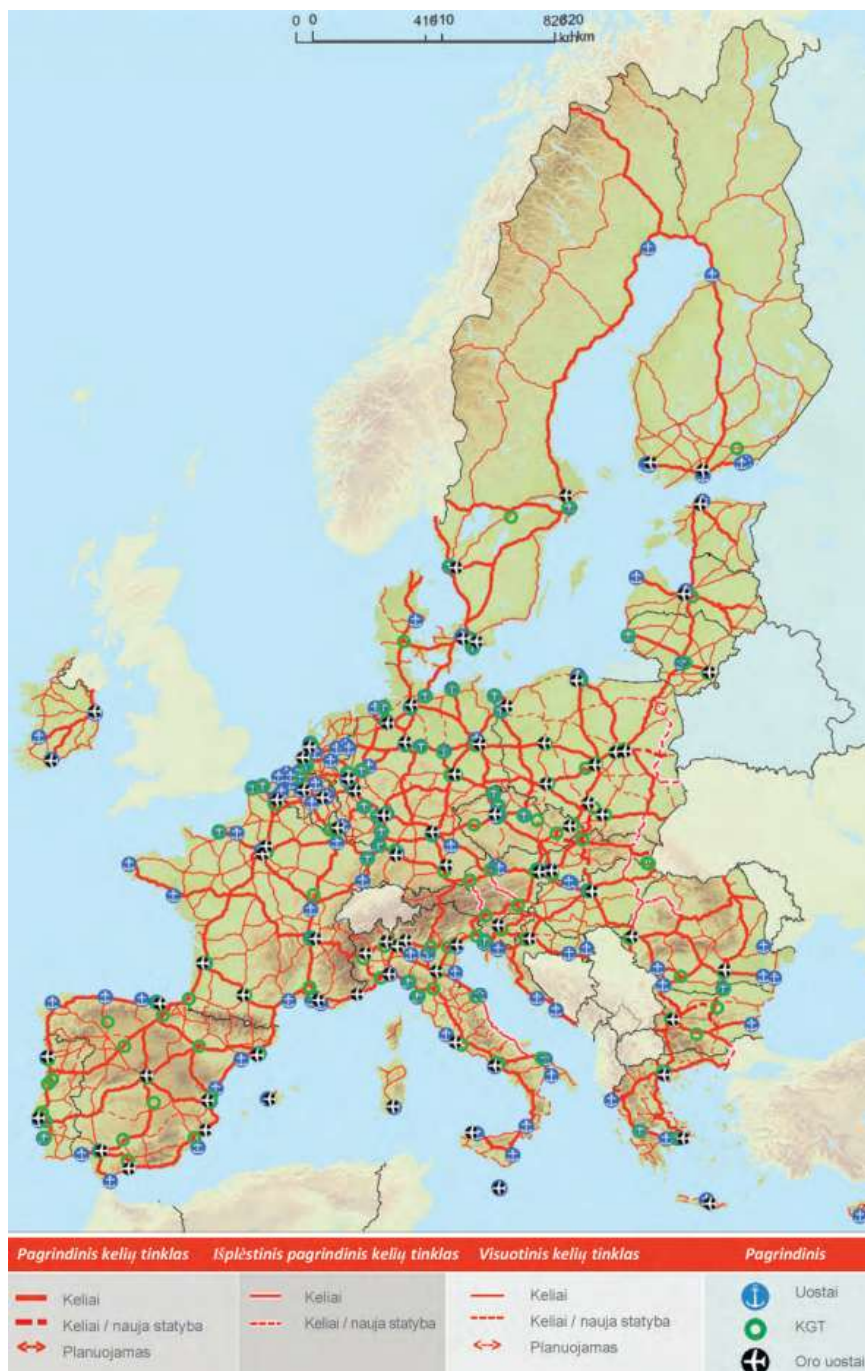 0 0 416 410 820 820
km km
Pagrindinis kelių tinklas Išplėstinis pagrindinis kelių tinklas Visuotinis kelių tinklas Pagrindinis
Keliai Keliai Keliai Uostai
Keliai / nauja statyba Keliai / nauja statyba Keliai / nauja statyba KGT
Planuojamas Planuojamas Oro uostai